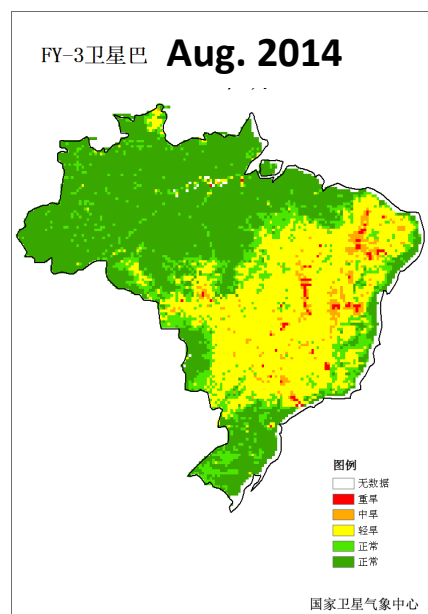 FY-3卫星巴 Aug. 2014
图例
无数据
重旱
中旱
轻旱
正常
正常
国家卫星气象中心